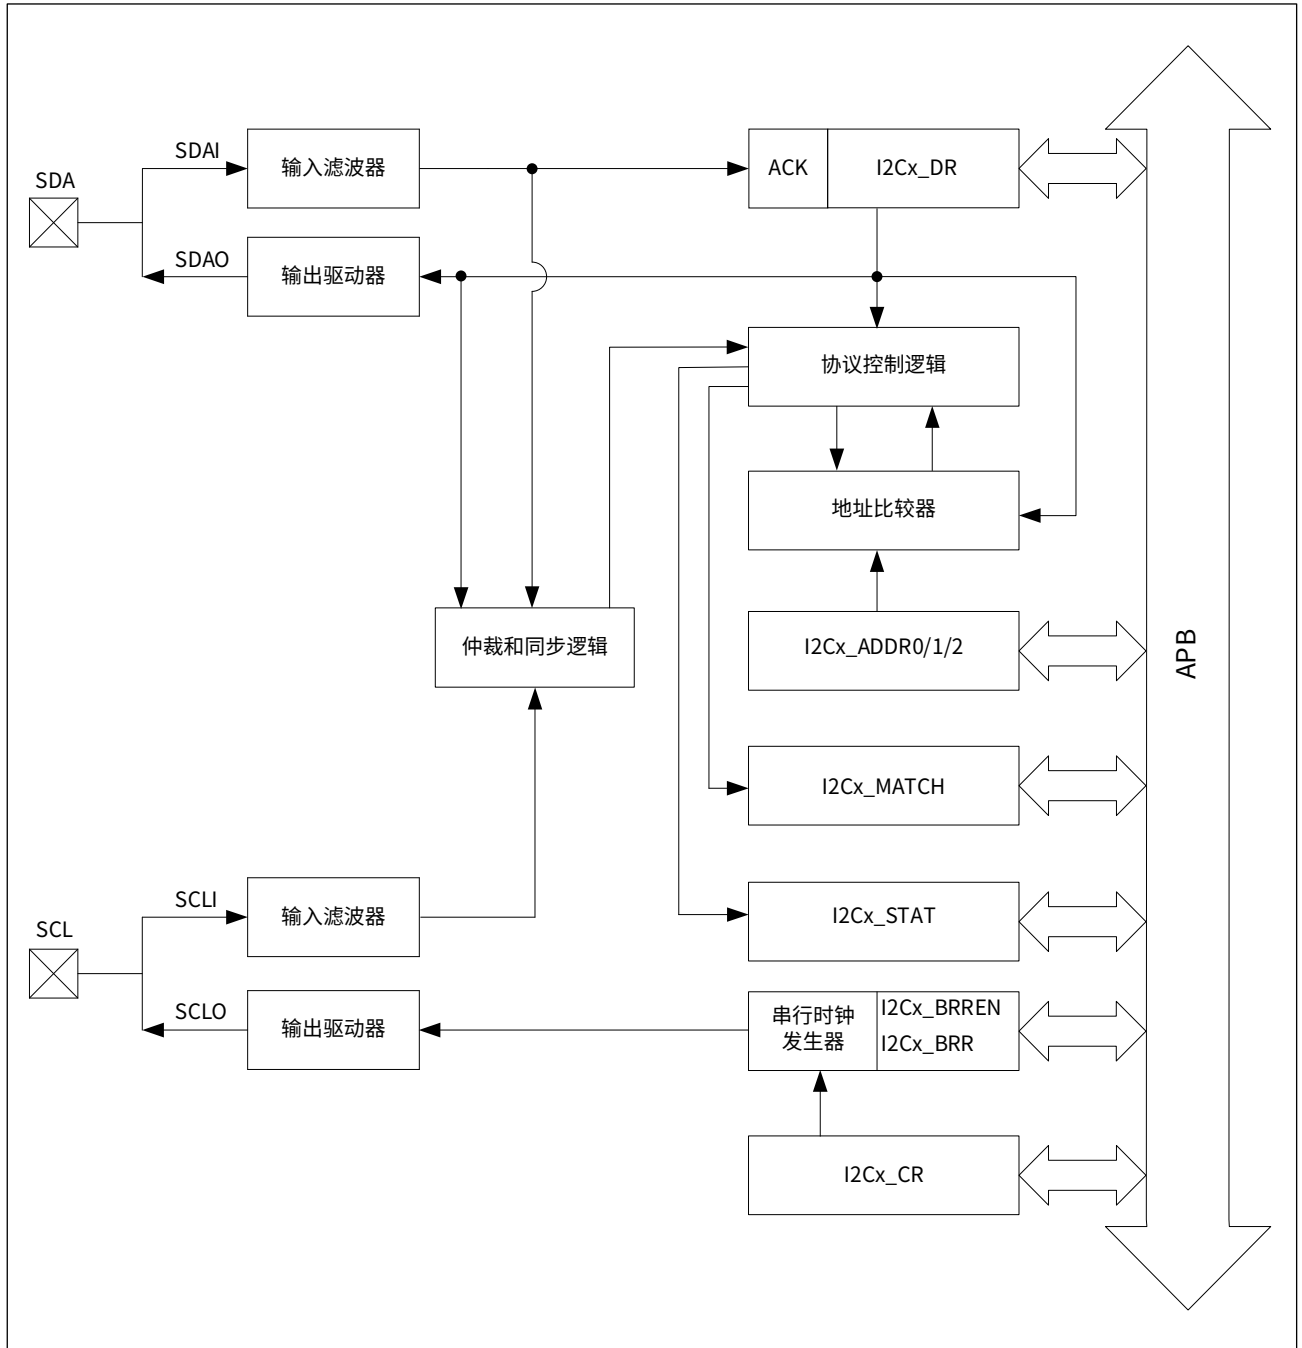 SDA
SDAI
输入滤波器
ACK
I2Cx_DR
SDAO
输出驱动器
协议控制逻辑
地址比较器
仲裁和同步逻辑
I2Cx_ADDR0/1/2
APB
I2Cx_MATCH
SCL
SCLI
输入滤波器
I2Cx_STAT
SCLO
输出驱动器
串行时钟
发生器
I2Cx_BRREN
I2Cx_BRR
I2Cx_CR